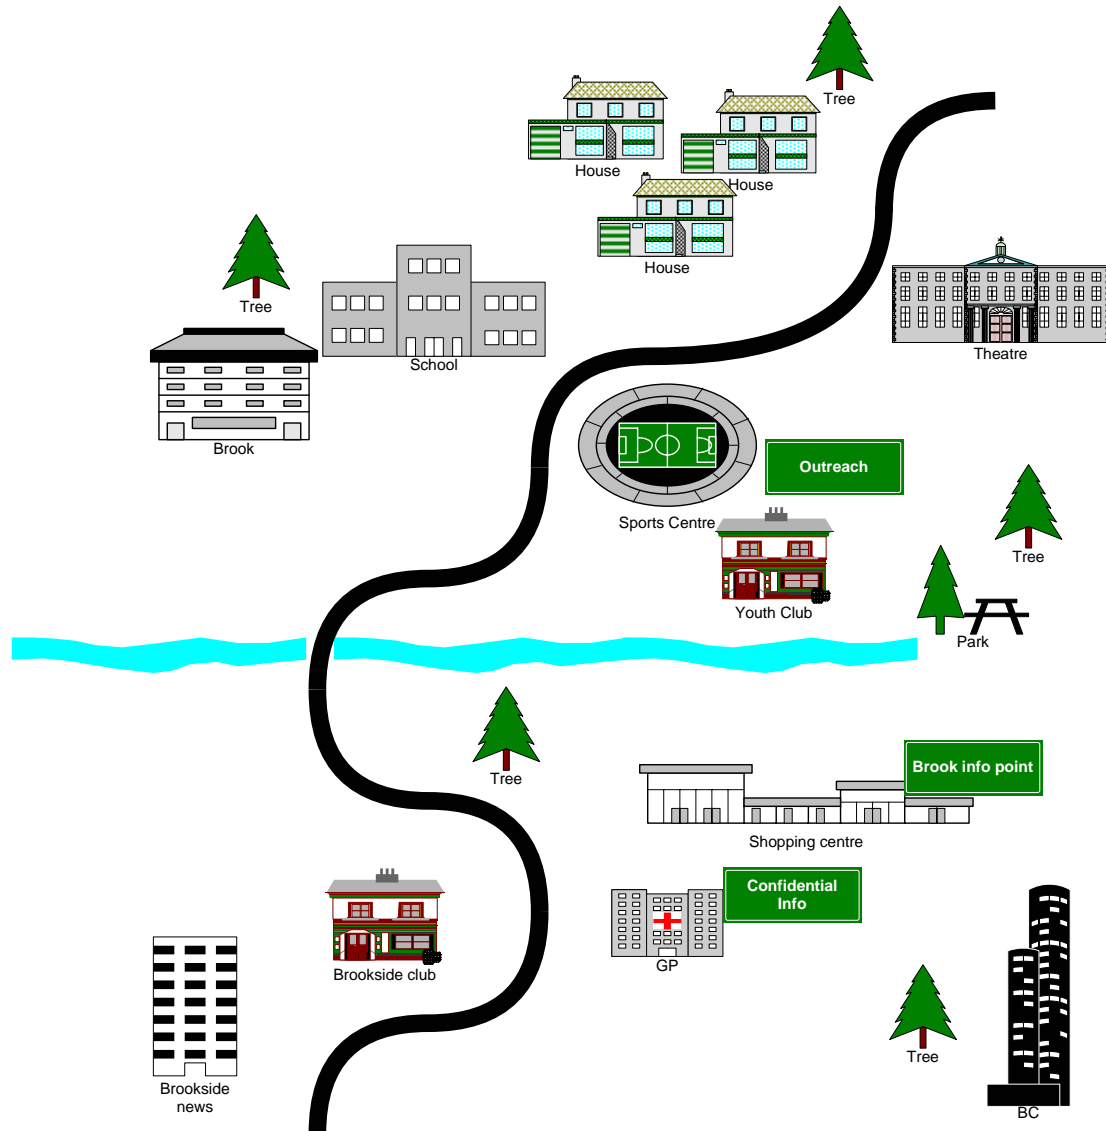 Tree
House
House
House
Tree
School
Theatre
Brook
Outreach
Sports Centre
Tree
Youth Club
Park
Tree
Brook info point
Shopping centre
Confidential
Info
Brookside club
GP
Tree
Brookside
news
BC